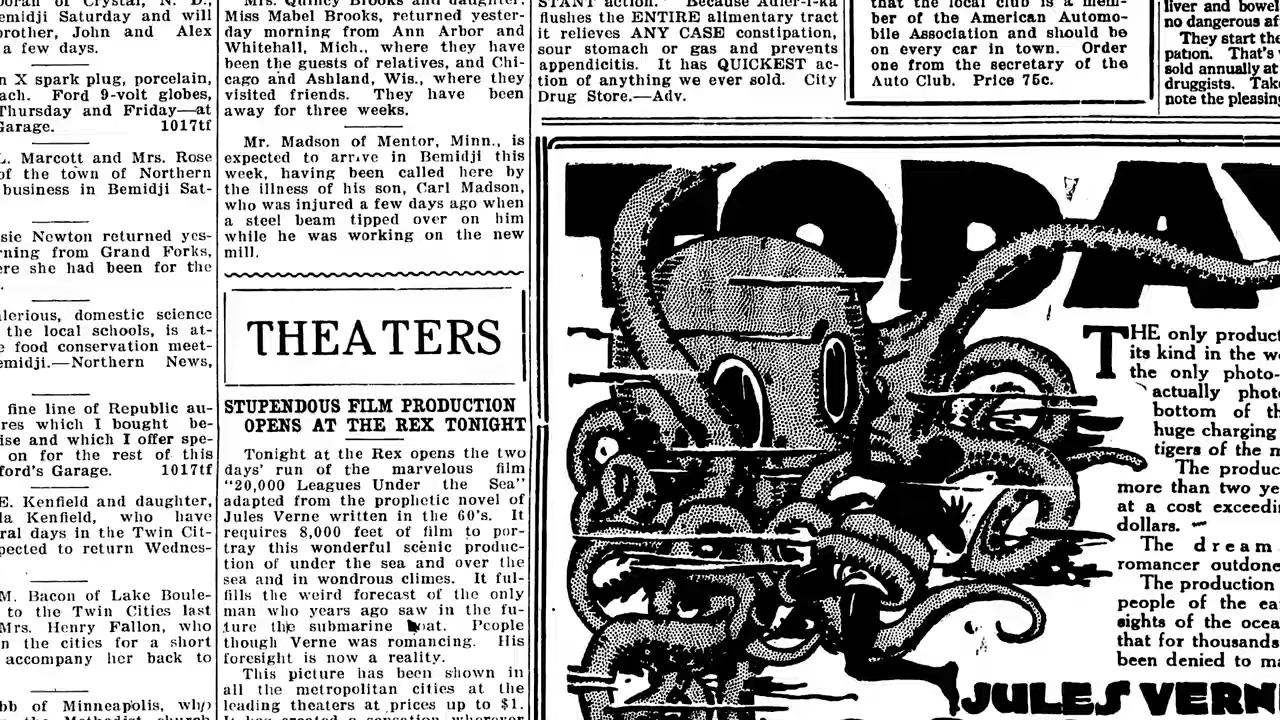 of Crystal, N. D.,
emidji Saturday and will
brother, John and Alex
a few days.
n X spark plug, porcelain,
ach. Ford 9-volt globes,
Thursday and Friday—at
Garage. 1017tf
L. Marcott and Mrs. Rose
of the town of Northern
business in Bemidji Sat-
sie Newton returned yes-
rning from Grand Forks,
ere she had been for the
alerious, domestic science
the local schools, is at-
e food conservation meet-
emidji.—Northern News,
fine line of Republic au-
res which I bought be-
ise and which I offer spe-
on for the rest of this
ford's Garage. 1017tf
E. Kenfield and daughter,
la Kenfield, who have
ral days in the Twin Cit-
pected to return Wednes-
M. Bacon of Lake Boule-
to the Twin Cities last
Mrs. Henry Fallon, who
n the cities for a short
accompany her back to
bb of Minneapolis, who
the Methodist church
Mrs. Quincy Brooks and daughter,
Miss Mabel Brooks, returned yester-
day morning from Ann Arbor and
Whitehall, Mich., where they have
been the guests of relatives, and Chi-
cago and Ashland, Wis., where they
visited friends. They have been
away for three weeks.
Mr. Madson of Mentor, Minn., is
expected to arrive in Bemidji this
week, having been called here by
the illness of his son, Carl Madson,
who was injured a few days ago when
a steel beam tipped over on him
while he was working on the new
mill.
THEATERS
STUPENDOUS FILM PRODUCTION
OPENS AT THE REX TONIGHT
Tonight at the Rex opens the two
days' run of the marvelous film
"20,000 Leagues Under the Sea"
adapted from the prophetic novel of
Jules Verne written in the 60's. It
requires 8,000 feet of film to por-
tray this wonderful scenic produc-
tion of under the sea and over the
sea and in wondrous climes. It ful-
fills the weird forecast of the only
man who years ago saw in the fu-
ture the submarine boat. People
though Verne was romancing. His
foresight is now a reality.
This picture has been shown in
all the metropolitan cities at the
leading theaters at prices up to $1.
It has created a sensation wherever
STANT action. Because Adler-i-ka
flushes the ENTIRE alimentary tract
it relieves ANY CASE constipation,
sour stomach or gas and prevents
appendicitis. It has QUICKEST ac-
tion of anything we ever sold. City
Drug Store.—Adv.
that the local club is a mem-
ber of the American Automo-
bile Association and should be
on every car in town. Order
one from the secretary of the
Auto Club. Price 75c.
liver and bowel
no dangerous af
They start the
pation. That's
sold annually at
druggists. Take
note the pleasing
TODAY
THE only product
its kind in the wo
the only photo-
actually photo
bottom of th
huge charging
tigers of the m
The produc
more than two ye
at a cost exceedin
dollars.
The dream
romancer outdone
The production
people of the ea
sights of the ocea
that for thousands
been denied to ma
JULES VERN